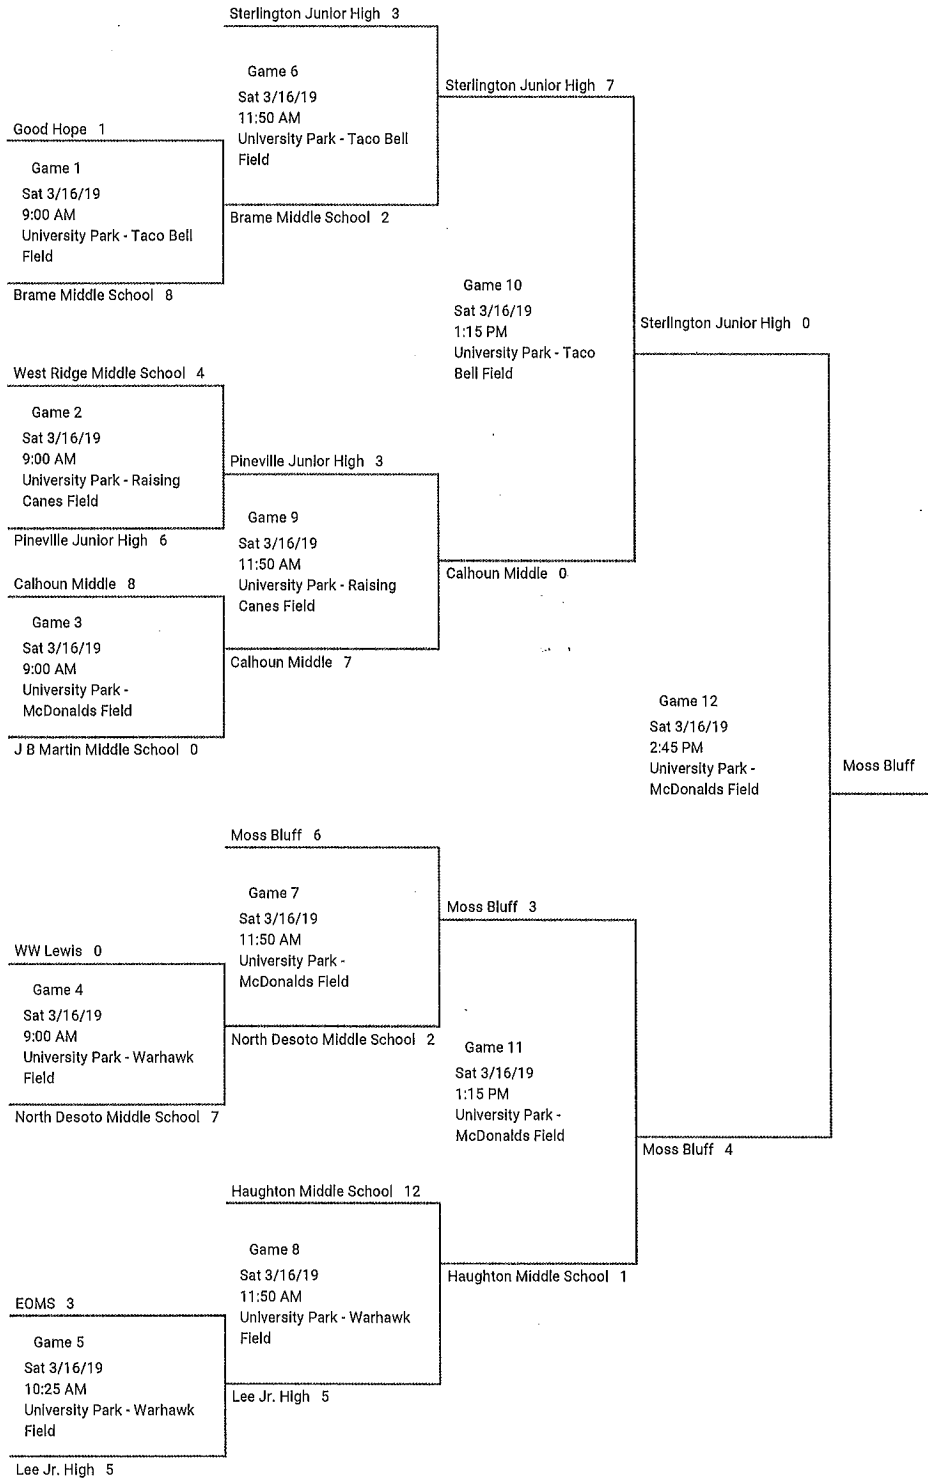 Sterlington Junior High 3
Game 6
Sat 3/16/19
11:50 AM
University Park - Taco Bell
Field
Brame Middle School 2
Good Hope 1
Game 1
Sat 3/16/19
9:00 AM
University Park - Taco Bell
Field
Brame Middle School 8
Sterlington Junior High 7
Game 10
Sat 3/16/19
1:15 PM
University Park - Taco
Bell Field
Calhoun Middle 0
West Ridge Middle School 4
Game 2
Sat 3/16/19
9:00 AM
University Park - Raising
Canes Field
Pineville Junior High 6
Pineville Junior High 3
Game 9
Sat 3/16/19
11:50 AM
University Park - Raising
Canes Field
Calhoun Middle 7
Calhoun Middle 8
Game 3
Sat 3/16/19
9:00 AM
University Park -
McDonalds Field
J B Martin Middle School 0
Sterlington Junior High 0
Game 12
Sat 3/16/19
2:45 PM
University Park -
McDonalds Field
Moss Bluff 4
Moss Bluff
Moss Bluff 6
Game 7
Sat 3/16/19
11:50 AM
University Park -
McDonalds Field
North Desoto Middle School 2
WW Lewis 0
Game 4
Sat 3/16/19
9:00 AM
University Park - Warhawk
Field
North Desoto Middle School 7
Moss Bluff 3
Game 11
Sat 3/16/19
1:15 PM
University Park -
McDonalds Field
Haughton Middle School 1
Haughton Middle School 12
Game 8
Sat 3/16/19
11:50 AM
University Park - Warhawk
Field
Lee Jr. High 5
EOMS 3
Game 5
Sat 3/16/19
10:25 AM
University Park - Warhawk
Field
Lee Jr. High 5